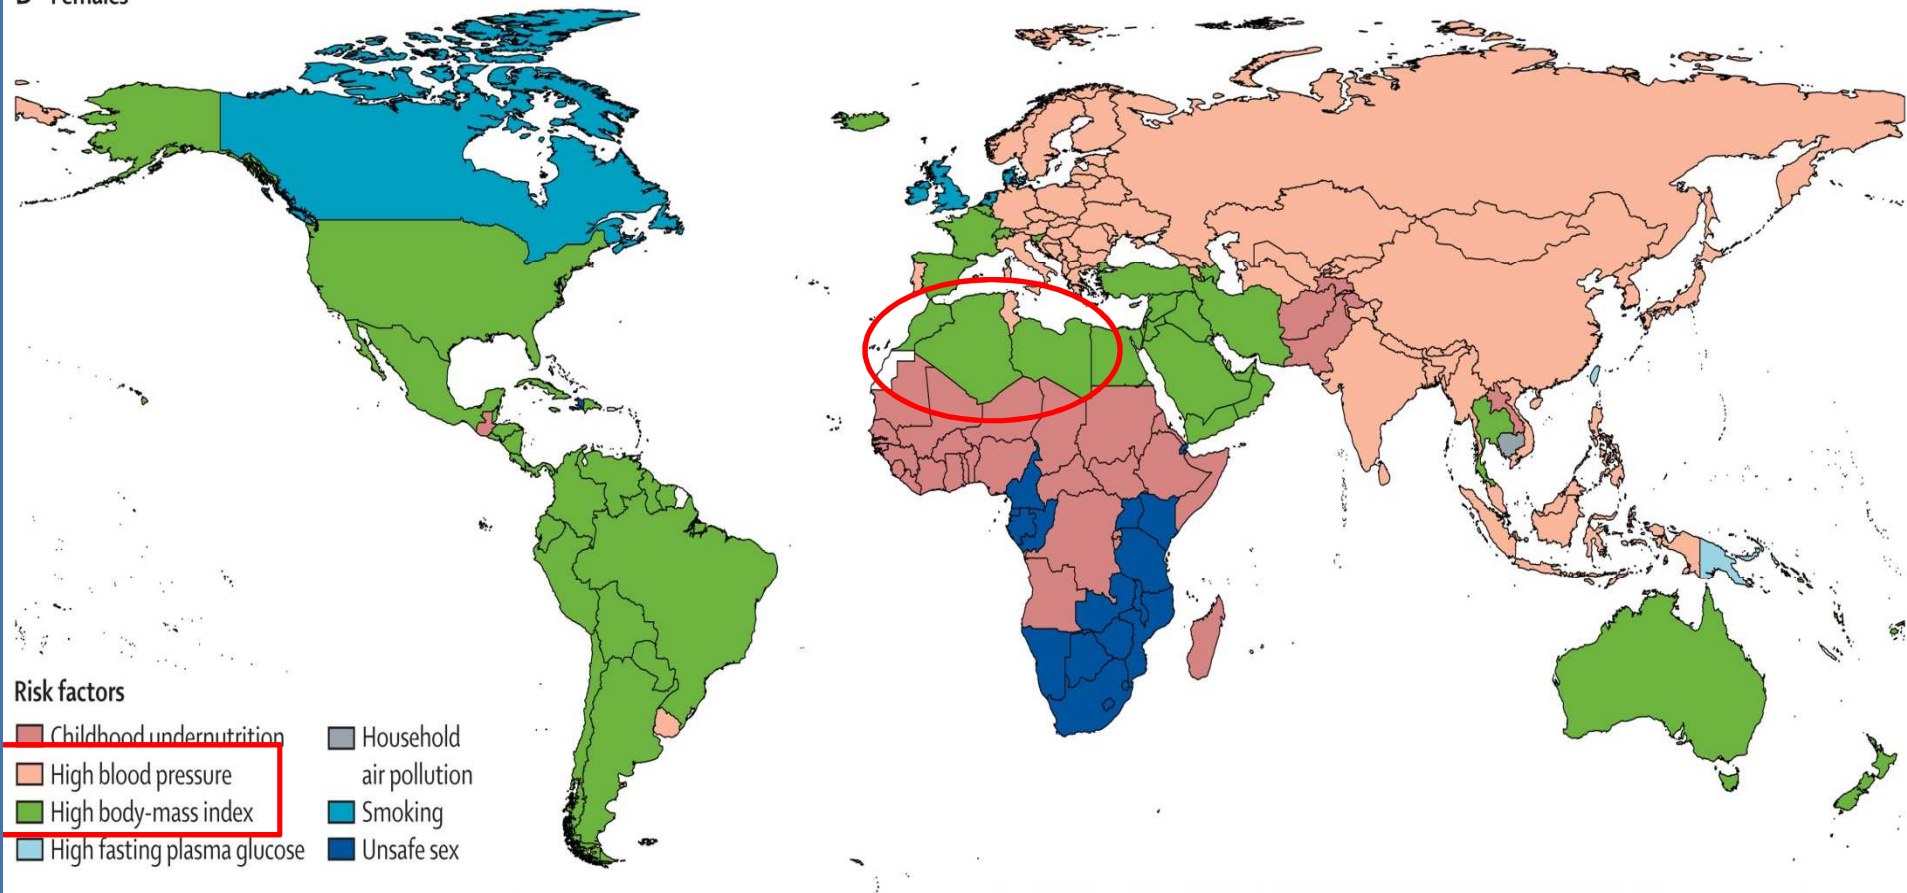 Females
Risk factors
Childhood undernutrition
High blood pressure
High body-mass index
High fasting plasma glucose
Household
air pollution
Smoking
Unsafe sex